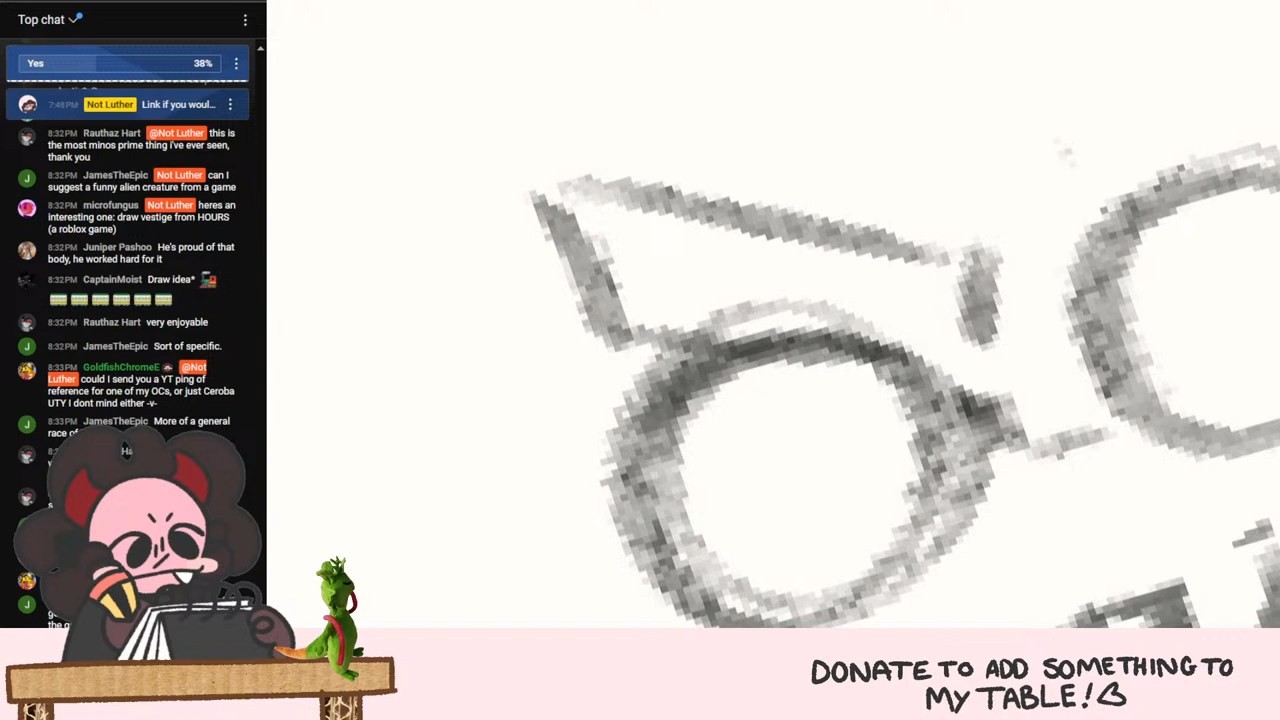 Top chat
Yes 38%
7:48PM Not Luther Link if you woul...
8:32PM Rauthaz Hart @Not Luther this is
the most minos prime thing i've ever seen,
thank you
8:32PM JamesTheEpic Not Luther can I
suggest a funny alien creature from a game
8:32PM microfungus Not Luther heres an
interesting one: draw vestige from HOURS
(a roblox game)
8:32PM Juniper Pashoo He's proud of that
body, he worked hard for it
8:32PM CaptainMoist Draw idea*
8:32PM Rauthaz Hart very enjoyable
8:32PM JamesTheEpic Sort of specific.
8:33PM GoldfishChromeE @Not
Luther could I send you a YT ping of
reference for one of my OCs, or just Ceroba
UTY I dont mind either -v-
8:33PM JamesTheEpic More of a general
race of
DONATE TO ADD SOMETHING TO
MY TABLE!